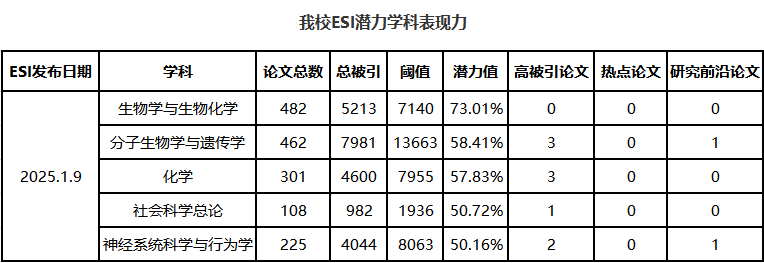 我校ESI潜力学科表现力
ESI发布日期 学科 论文总数 总被引 阈值 潜力值 高被引论文 热点论文 研究前沿论文
生物学与生物化学 482 5213 7140 73.01% 0 0 0
分子生物学与遗传学 462 7981 13663 58.41% 3 0 1
2025.1.9 化学 301 4600 7955 57.83% 3 0 0
社会科学总论 108 982 1936 50.72% 1 0 0
神经系统科学与行为学 225 4044 8063 50.16% 2 0 1